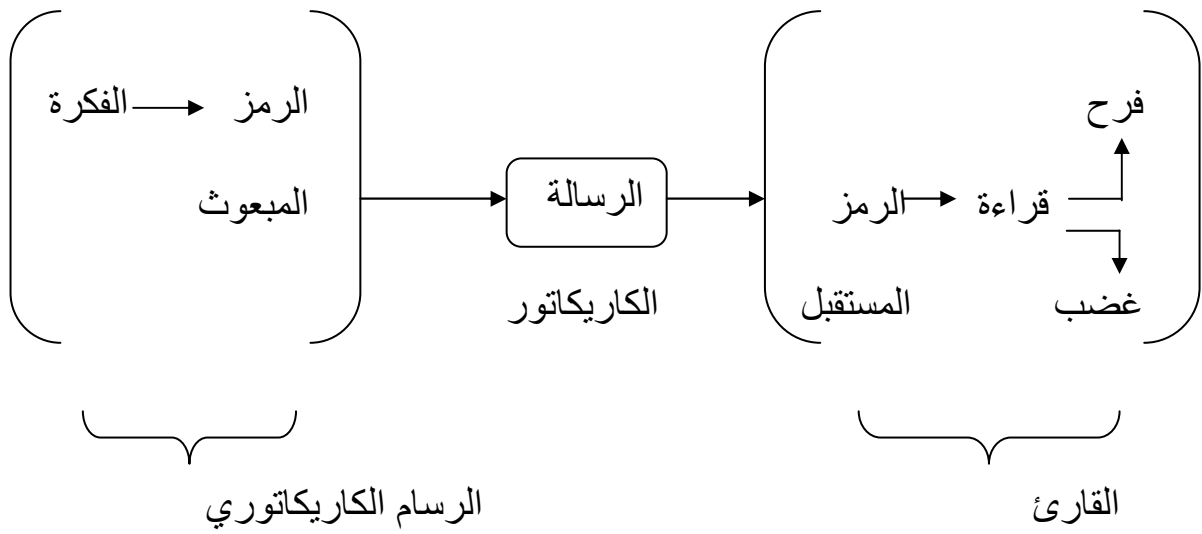 الفكرة
الرمز
المبعوث
الرسالة
الكاريكاتور
فرح
الرمز
قراءة
المستقبل
غضب
الرسام الكاريكاتوري
القارئ